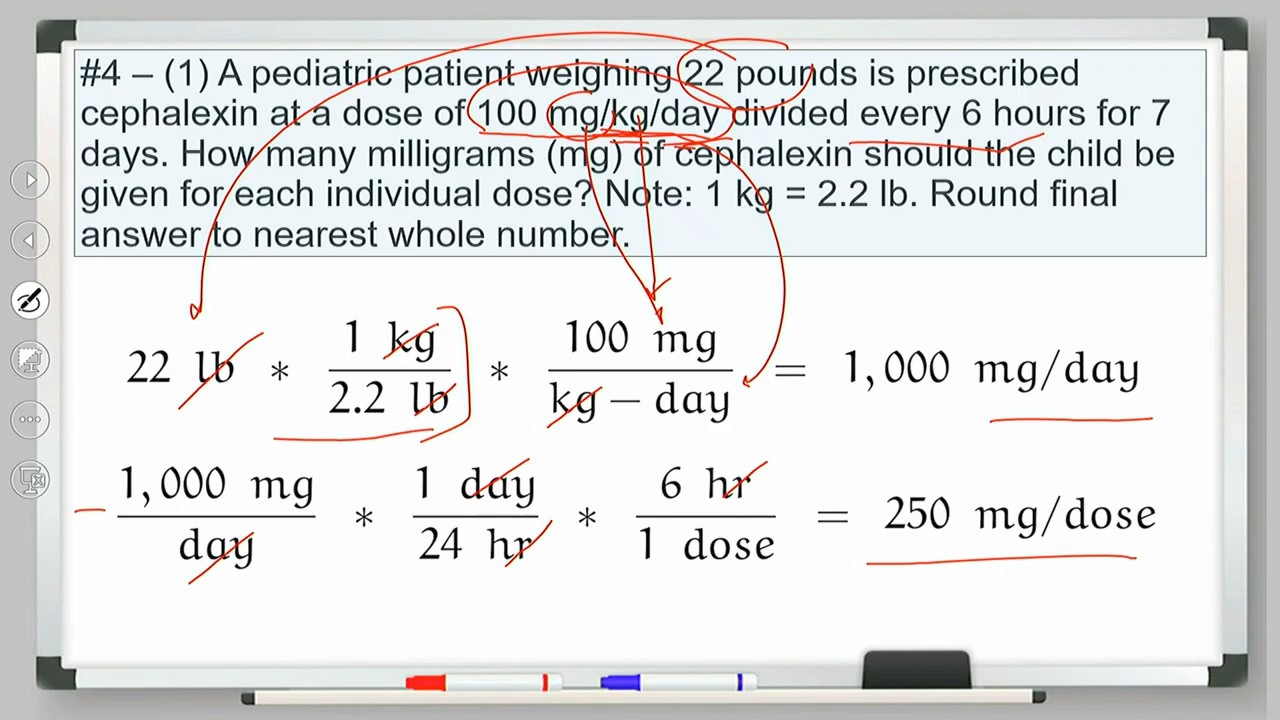 #4 – (1) A pediatric patient weighing 22 pounds is prescribed
cephalexin at a dose of 100 mg/kg/day divided every 6 hours for 7
days. How many milligrams (mg) of cephalexin should the child be
given for each individual dose? Note: 1 kg = 2.2 lb. Round final
answer to nearest whole number.
22 lb * 1 kg / 2.2 lb * 100 mg / kg – day = 1,000 mg/day
1,000 mg / day * 1 day / 24 hr * 6 hr / 1 dose = 250 mg/dose